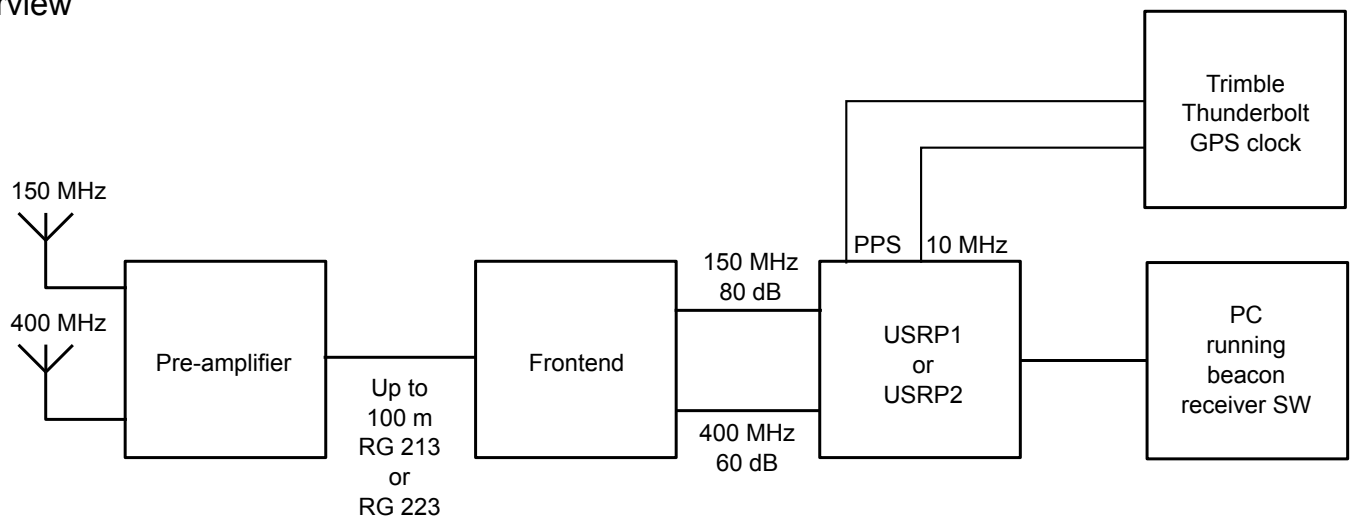 rview
Trimble
Thunderbolt
GPS clock
150 MHz
400 MHz
Pre-amplifier
Up to
100 m
RG 213
or
RG 223
Frontend
150 MHz
80 dB
400 MHz
60 dB
PPS
10 MHz
USRP1
or
USRP2
PC
running
beacon
receiver SW